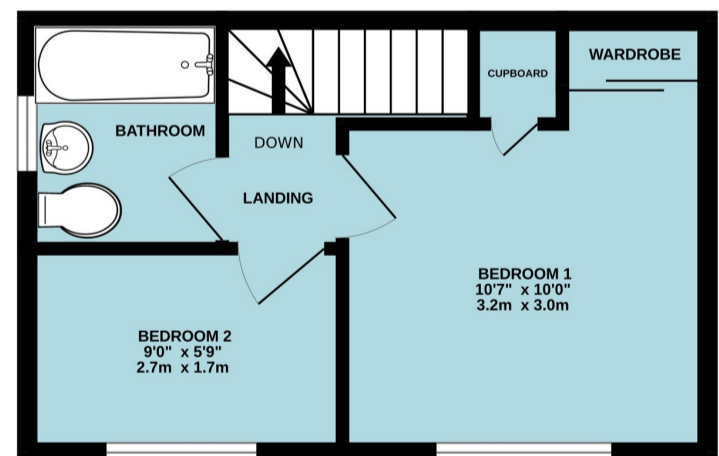 WARDROBE
CUPBOARD
BATHROOM
DOWN
LANDING
BEDROOM 1
10'7" x 10'0"
3.2m x 3.0m
BEDROOM 2
9'0" x 5'9"
2.7m x 1.7m